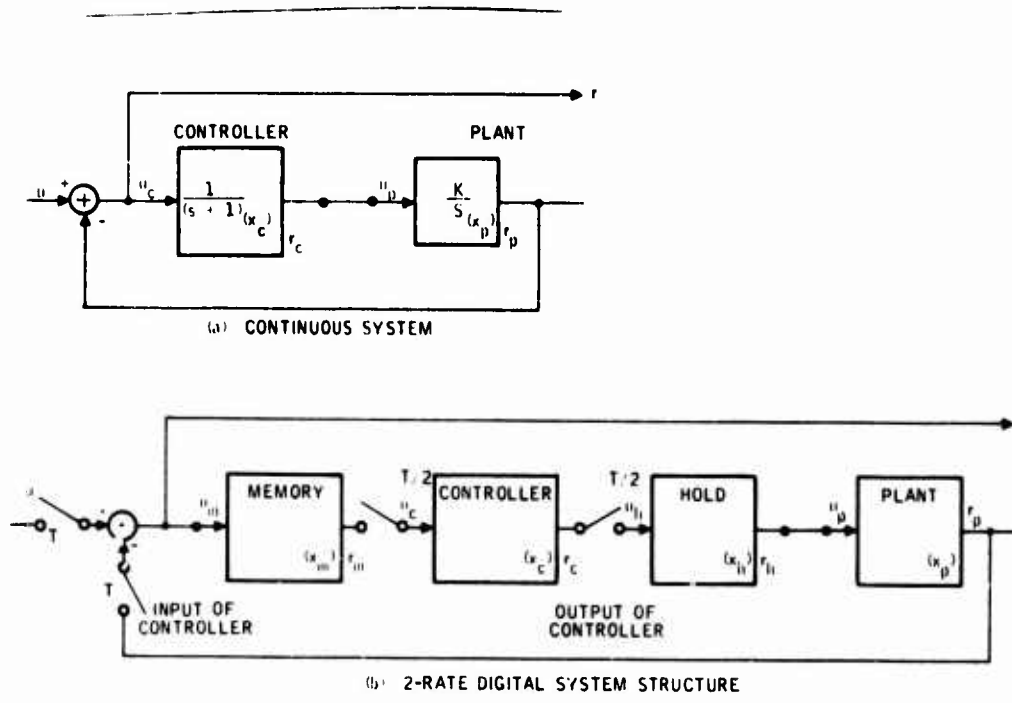 r
CONTROLLER PLANT
u + u_c 1 u_p K
(s + 1) (x_c) S (x_p)
- r_c r_p
(a) CONTINUOUS SYSTEM
T/2 T/2
MEMORY u_c CONTROLLER u_h HOLD PLANT
u_m u_p r_p
T -
(x_m) r_m (x_c) r_c (x_h) r_h (x_p)
T INPUT OF OUTPUT OF
CONTROLLER CONTROLLER
(b) 2-RATE DIGITAL SYSTEM STRUCTURE